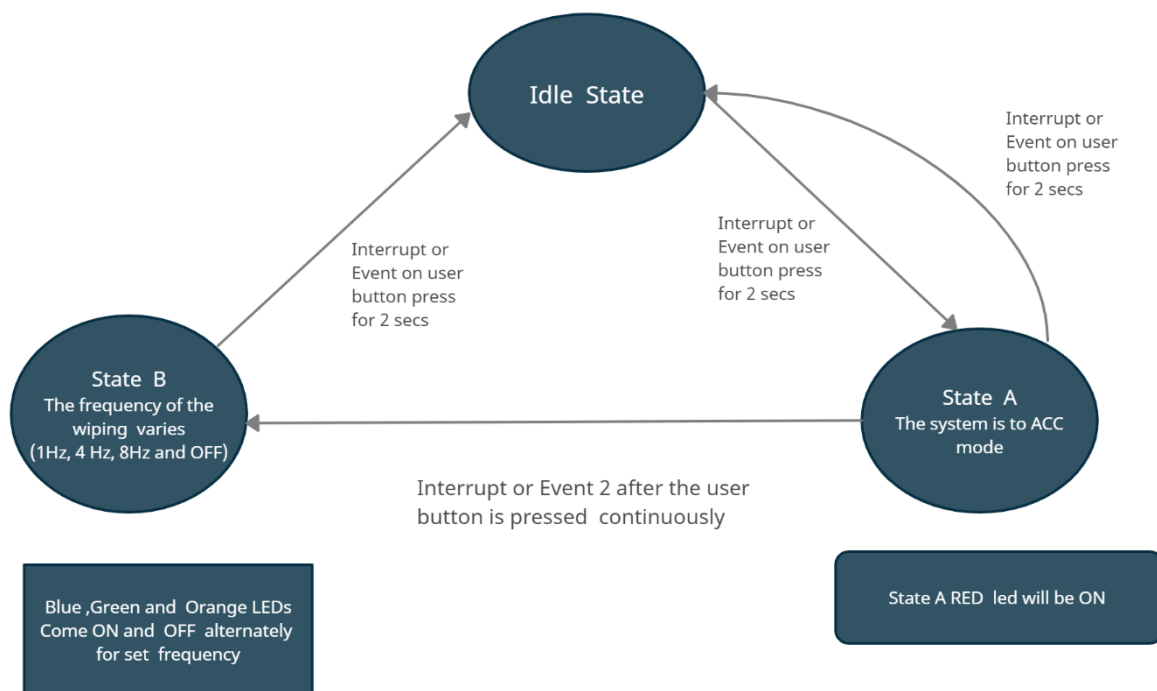 Idle State
Interrupt or
Event on user
button press
for 2 secs
Interrupt or
Event on user
button press
for 2 secs
Interrupt or
Event on user
button press
for 2 secs
State B
The frequency of the
wiping varies
(1Hz, 4 Hz, 8Hz and OFF)
State A
The system is to ACC
mode
Interrupt or Event 2 after the user
button is pressed continuously
Blue ,Green and Orange LEDs
Come ON and OFF alternately
for set frequency
State A RED led will be ON